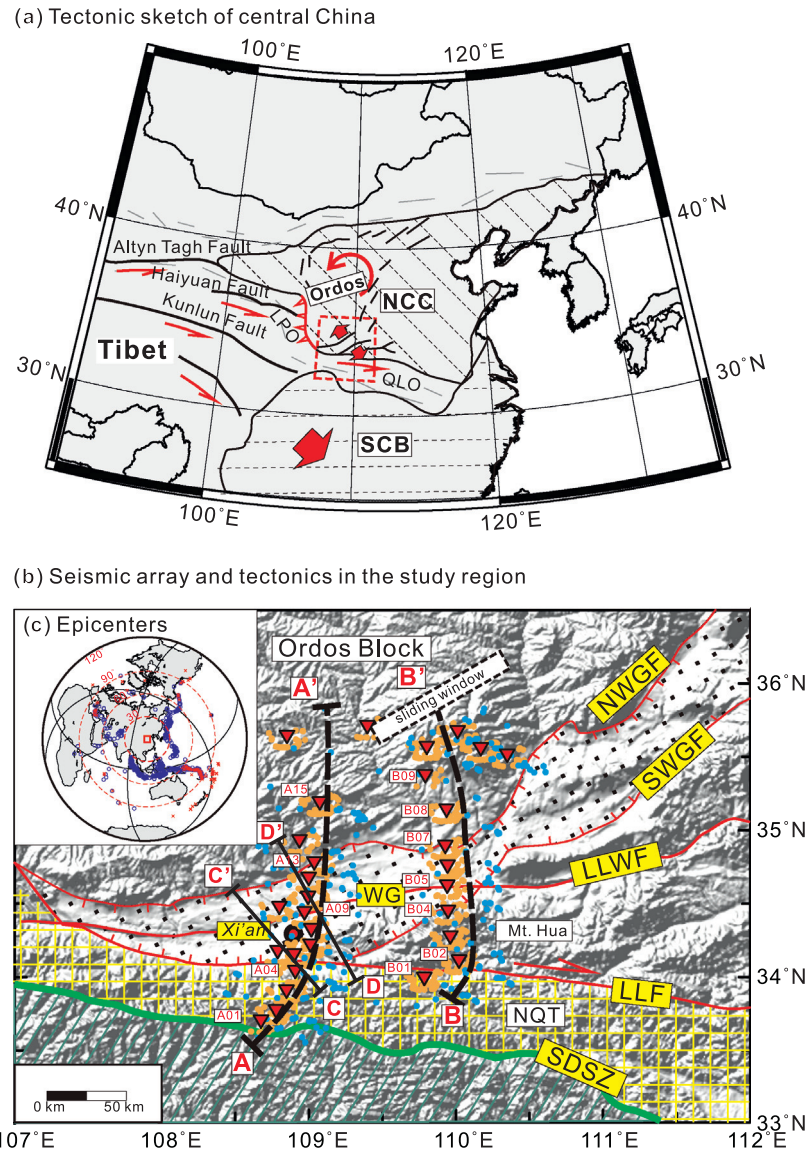 (a) Tectonic sketch of central China
100˚E
120˚E
40˚N
40˚N
Altyn Tagh Fault
Haiyuan Fault
Ordos
NCC
Kunlun Fault
LPO
Tibet
30˚N
30˚N
QLO
SCB
100˚E
120˚E
(b) Seismic array and tectonics in the study region
(c) Epicenters
120
90
30
Ordos Block
A'
B'
sliding window
NWGF
36˚N
SWGF
B09
A15
B08
35˚N
D'
B07
A13
LLWF
C'
B05
WG
A09
B04
Xi'an
Mt. Hua
B02
A04
B01
34˚N
D
C
LLF
B
A01
NQT
A
SDSZ
0 km 50 km
33˚N
107˚E 108˚E 109˚E 110˚E 111˚E 112˚E